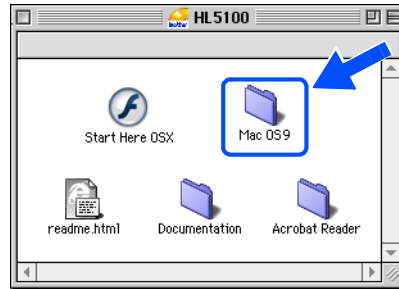 HL5100
Start Here OSX
Mac OS9
readme.html
Documentation
Acrobat Reader